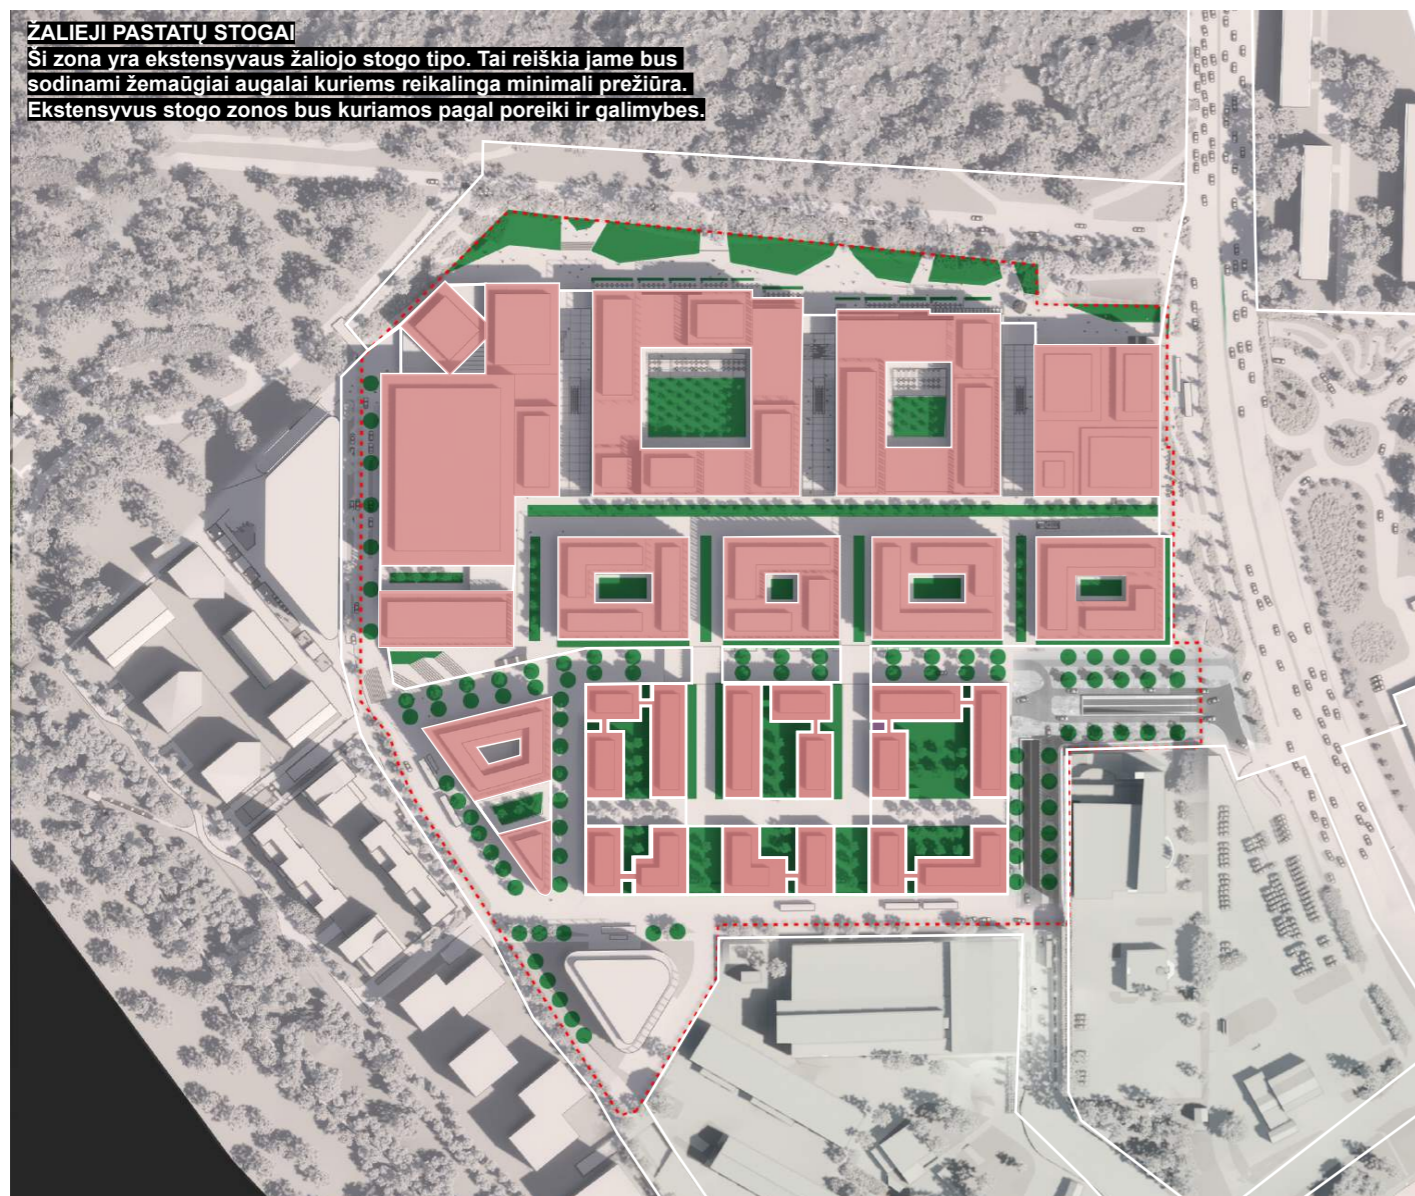 ŽALIEJI PASTATŲ STOGAI
Ši zona yra ekstensyvaus žaliojo stogo tipo. Tai reiškia jame bus
sodinami žemaūgiai augalai kuriems reikalinga minimali prežiūra.
Ekstensyvus stogo zonos bus kuriamos pagal poreiki ir galimybes.